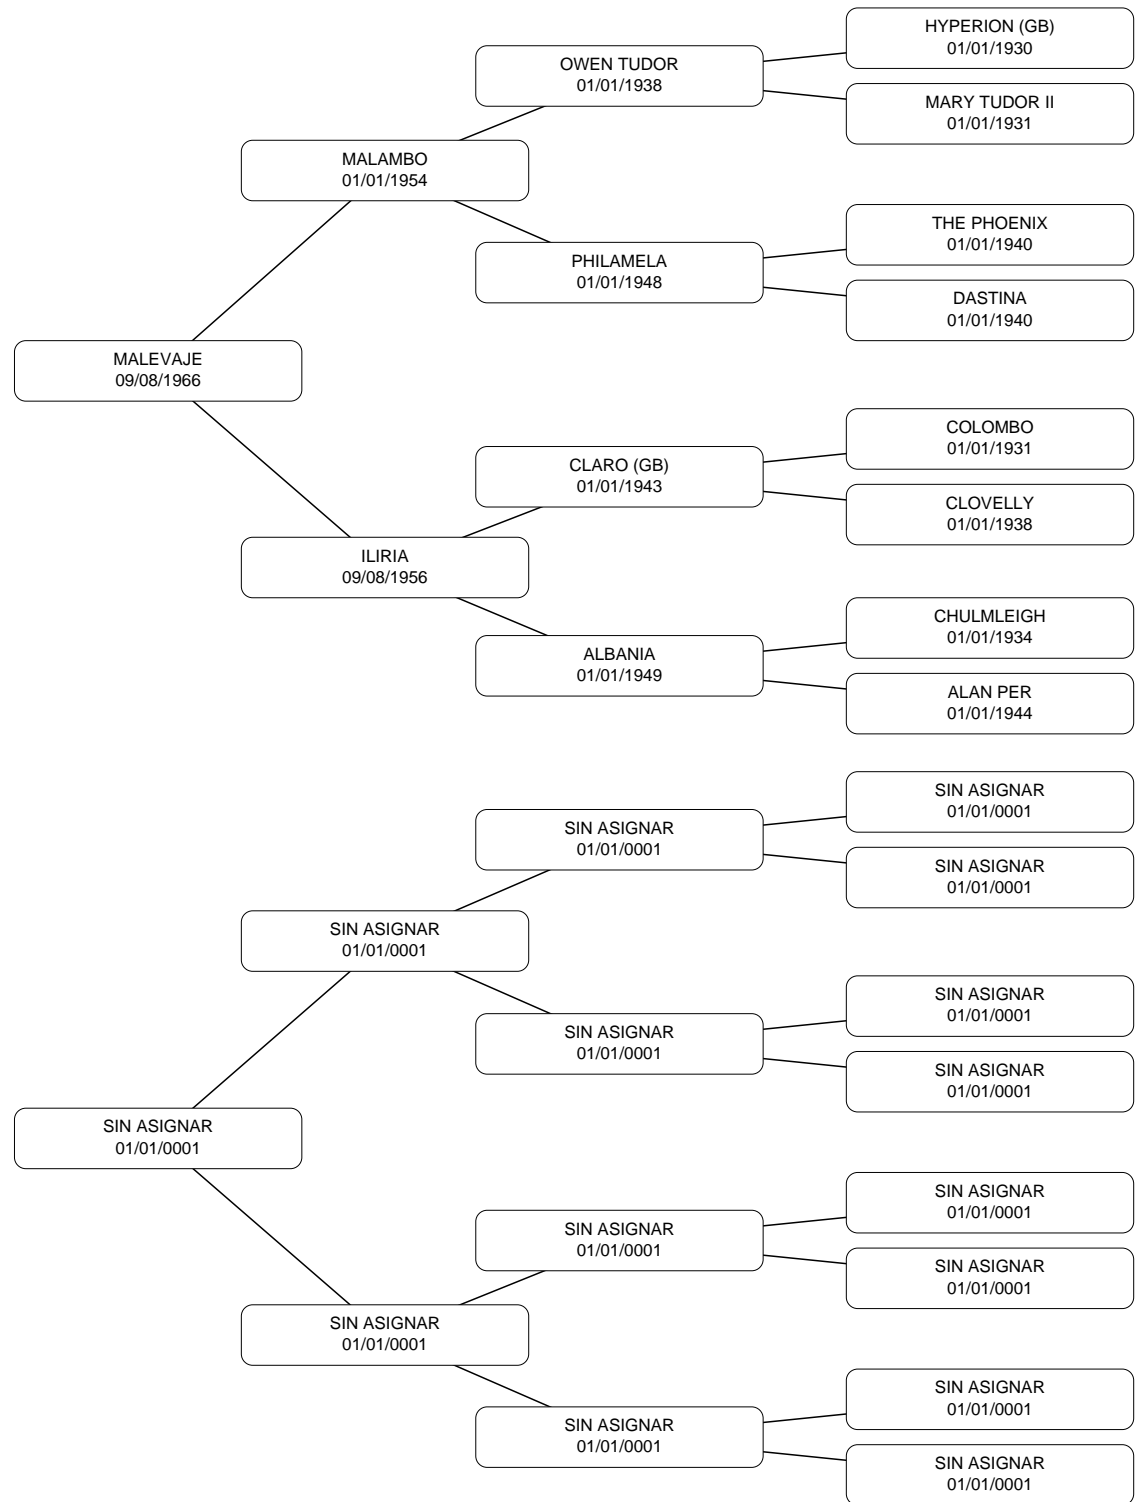 HYPERION (GB)
01/01/1930
OWEN TUDOR
01/01/1938
MARY TUDOR II
01/01/1931
MALAMBO
01/01/1954
THE PHOENIX
01/01/1940
PHILAMELA
01/01/1948
DASTINA
01/01/1940
MALEVAJE
09/08/1966
COLOMBO
01/01/1931
CLARO (GB)
01/01/1943
CLOVELLY
01/01/1938
ILIRIA
09/08/1956
CHULMLEIGH
01/01/1934
ALBANIA
01/01/1949
ALAN PER
01/01/1944
SIN ASIGNAR
01/01/0001
SIN ASIGNAR
01/01/0001
SIN ASIGNAR
01/01/0001
SIN ASIGNAR
01/01/0001
SIN ASIGNAR
01/01/0001
SIN ASIGNAR
01/01/0001
SIN ASIGNAR
01/01/0001
SIN ASIGNAR
01/01/0001
SIN ASIGNAR
01/01/0001
SIN ASIGNAR
01/01/0001
SIN ASIGNAR
01/01/0001
SIN ASIGNAR
01/01/0001
SIN ASIGNAR
01/01/0001
SIN ASIGNAR
01/01/0001
SIN ASIGNAR
01/01/0001